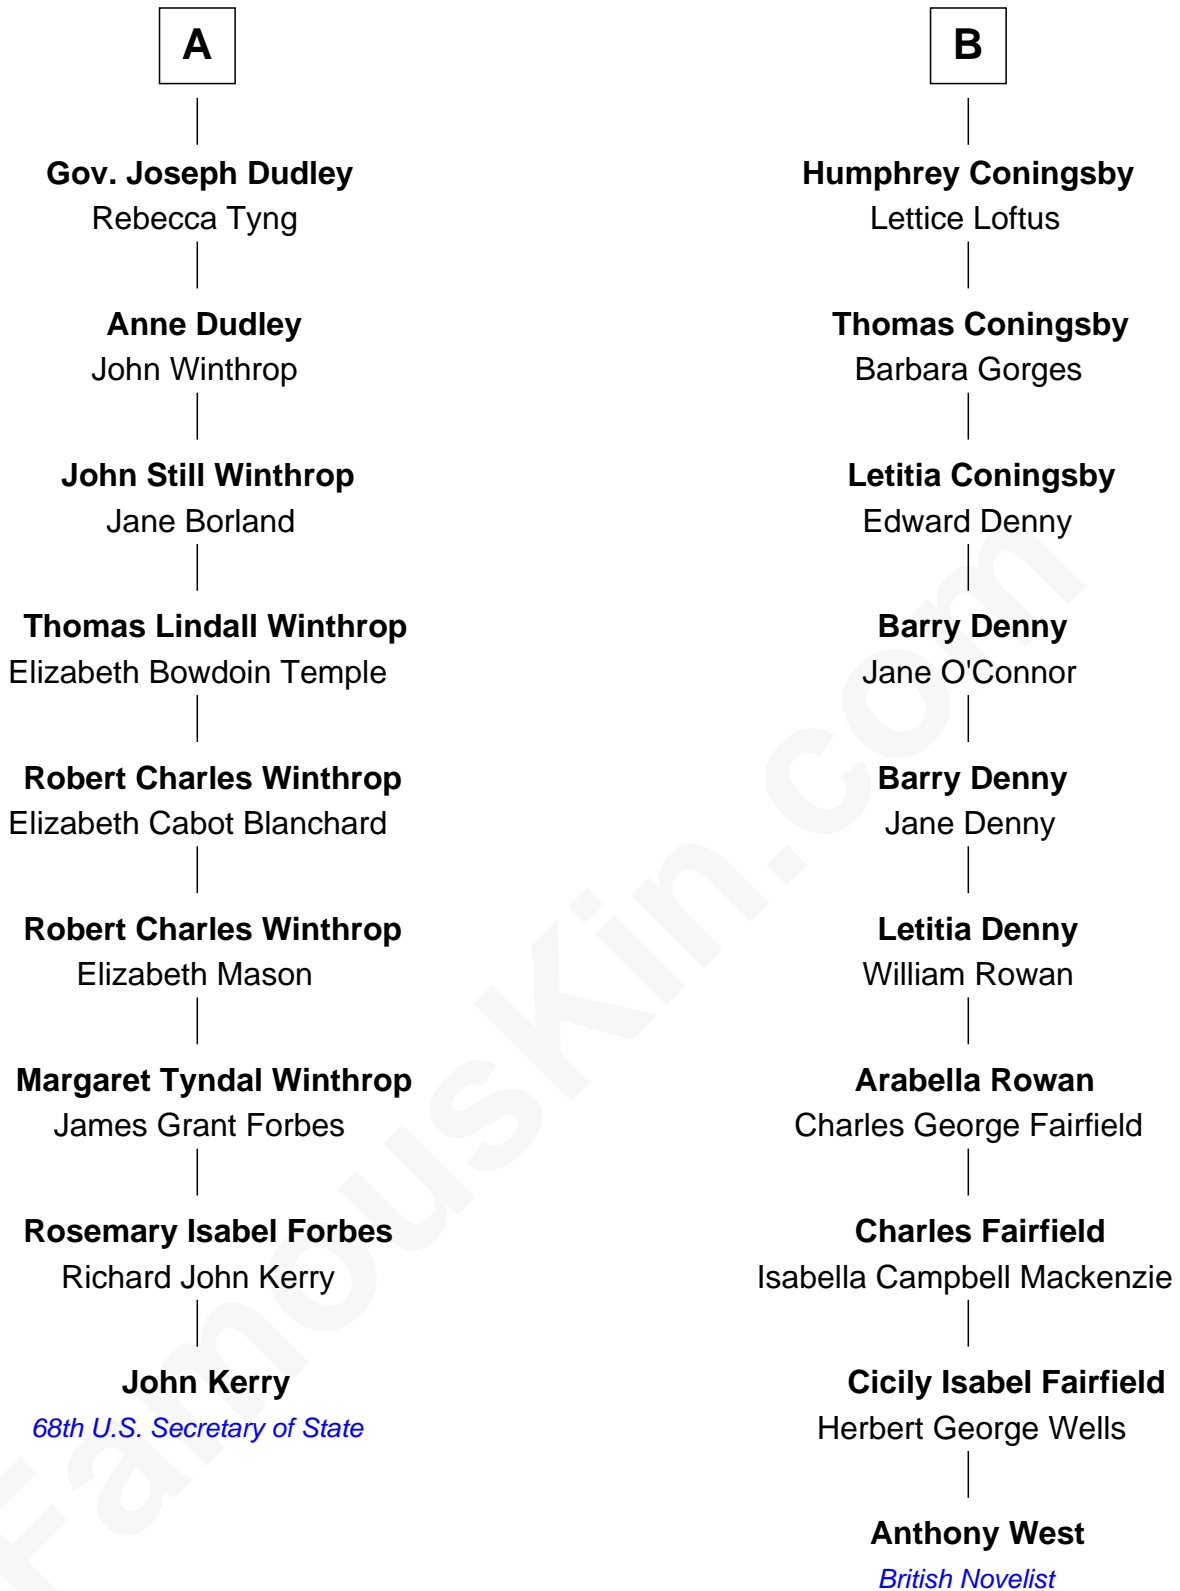 A
Gov. Joseph Dudley
Rebecca Tyng
Anne Dudley
John Winthrop
John Still Winthrop
Jane Borland
Thomas Lindall Winthrop
Elizabeth Bowdoin Temple
Robert Charles Winthrop
Elizabeth Cabot Blanchard
Robert Charles Winthrop
Elizabeth Mason
Margaret Tyndal Winthrop
James Grant Forbes
Rosemary Isabel Forbes
Richard John Kerry
John Kerry
68th U.S. Secretary of State
B
Humphrey Coningsby
Lettice Loftus
Thomas Coningsby
Barbara Gorges
Letitia Coningsby
Edward Denny
Barry Denny
Jane O'Connor
Barry Denny
Jane Denny
Letitia Denny
William Rowan
Arabella Rowan
Charles George Fairfield
Charles Fairfield
Isabella Campbell Mackenzie
Cicily Isabel Fairfield
Herbert George Wells
Anthony West
British Novelist
FamousKin.com